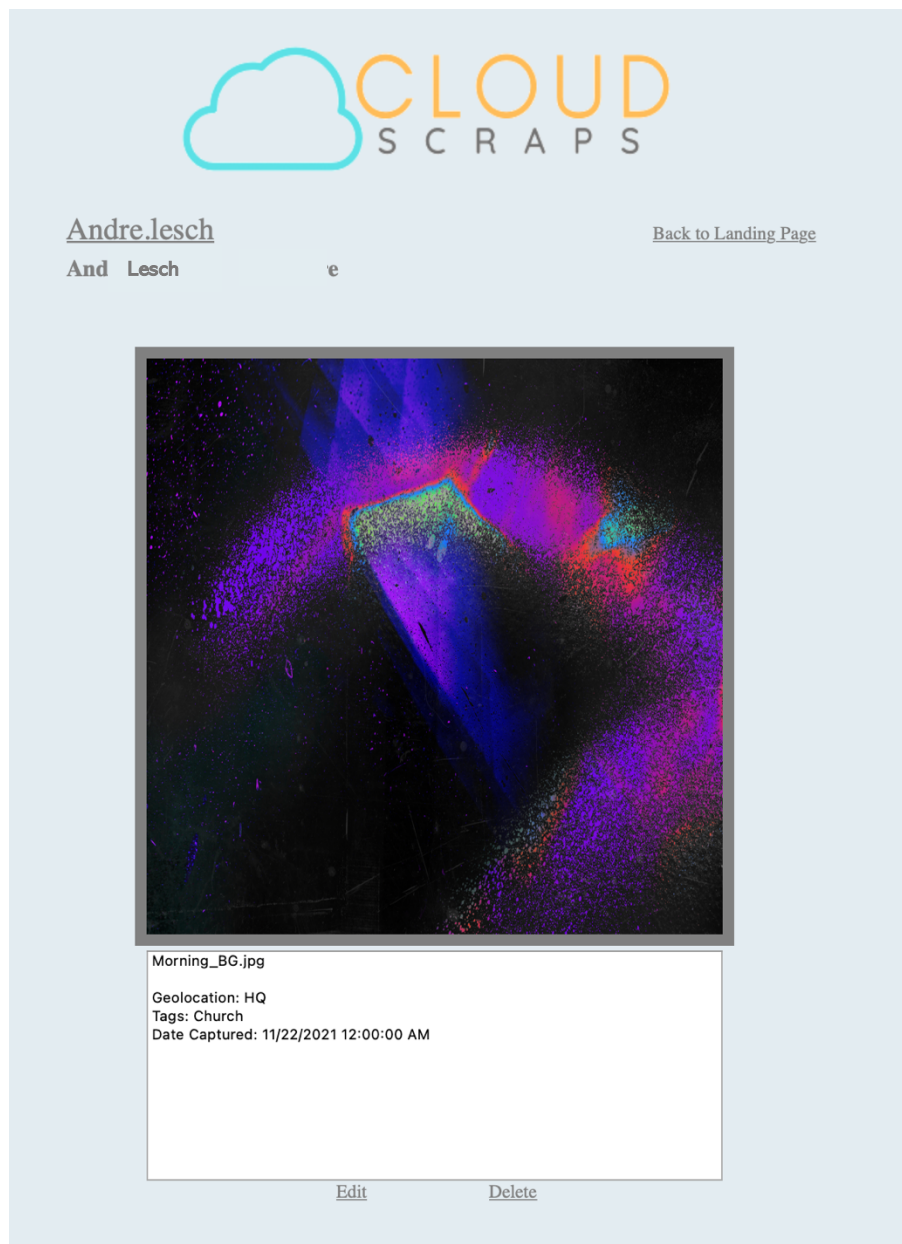 CLOUD
SCRAPS
Andre.lesch
Back to Landing Page
And Lesch e
Morning_BG.jpg
Geolocation: HQ
Tags: Church
Date Captured: 11/22/2021 12:00:00 AM
Edit Delete